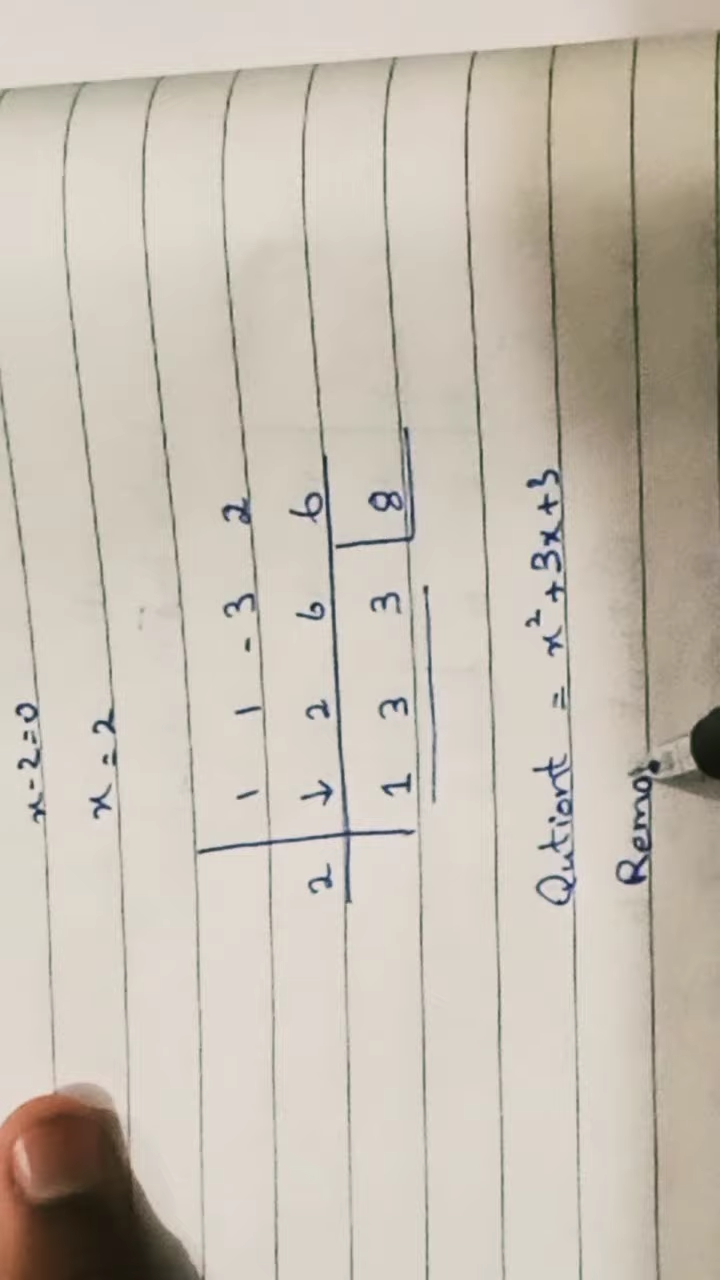 x-2=0
x=2
1 1 -3 2
2 ↓ 2 6 6
1 3 3 8
Qutiont = x²+3x+3
Rema